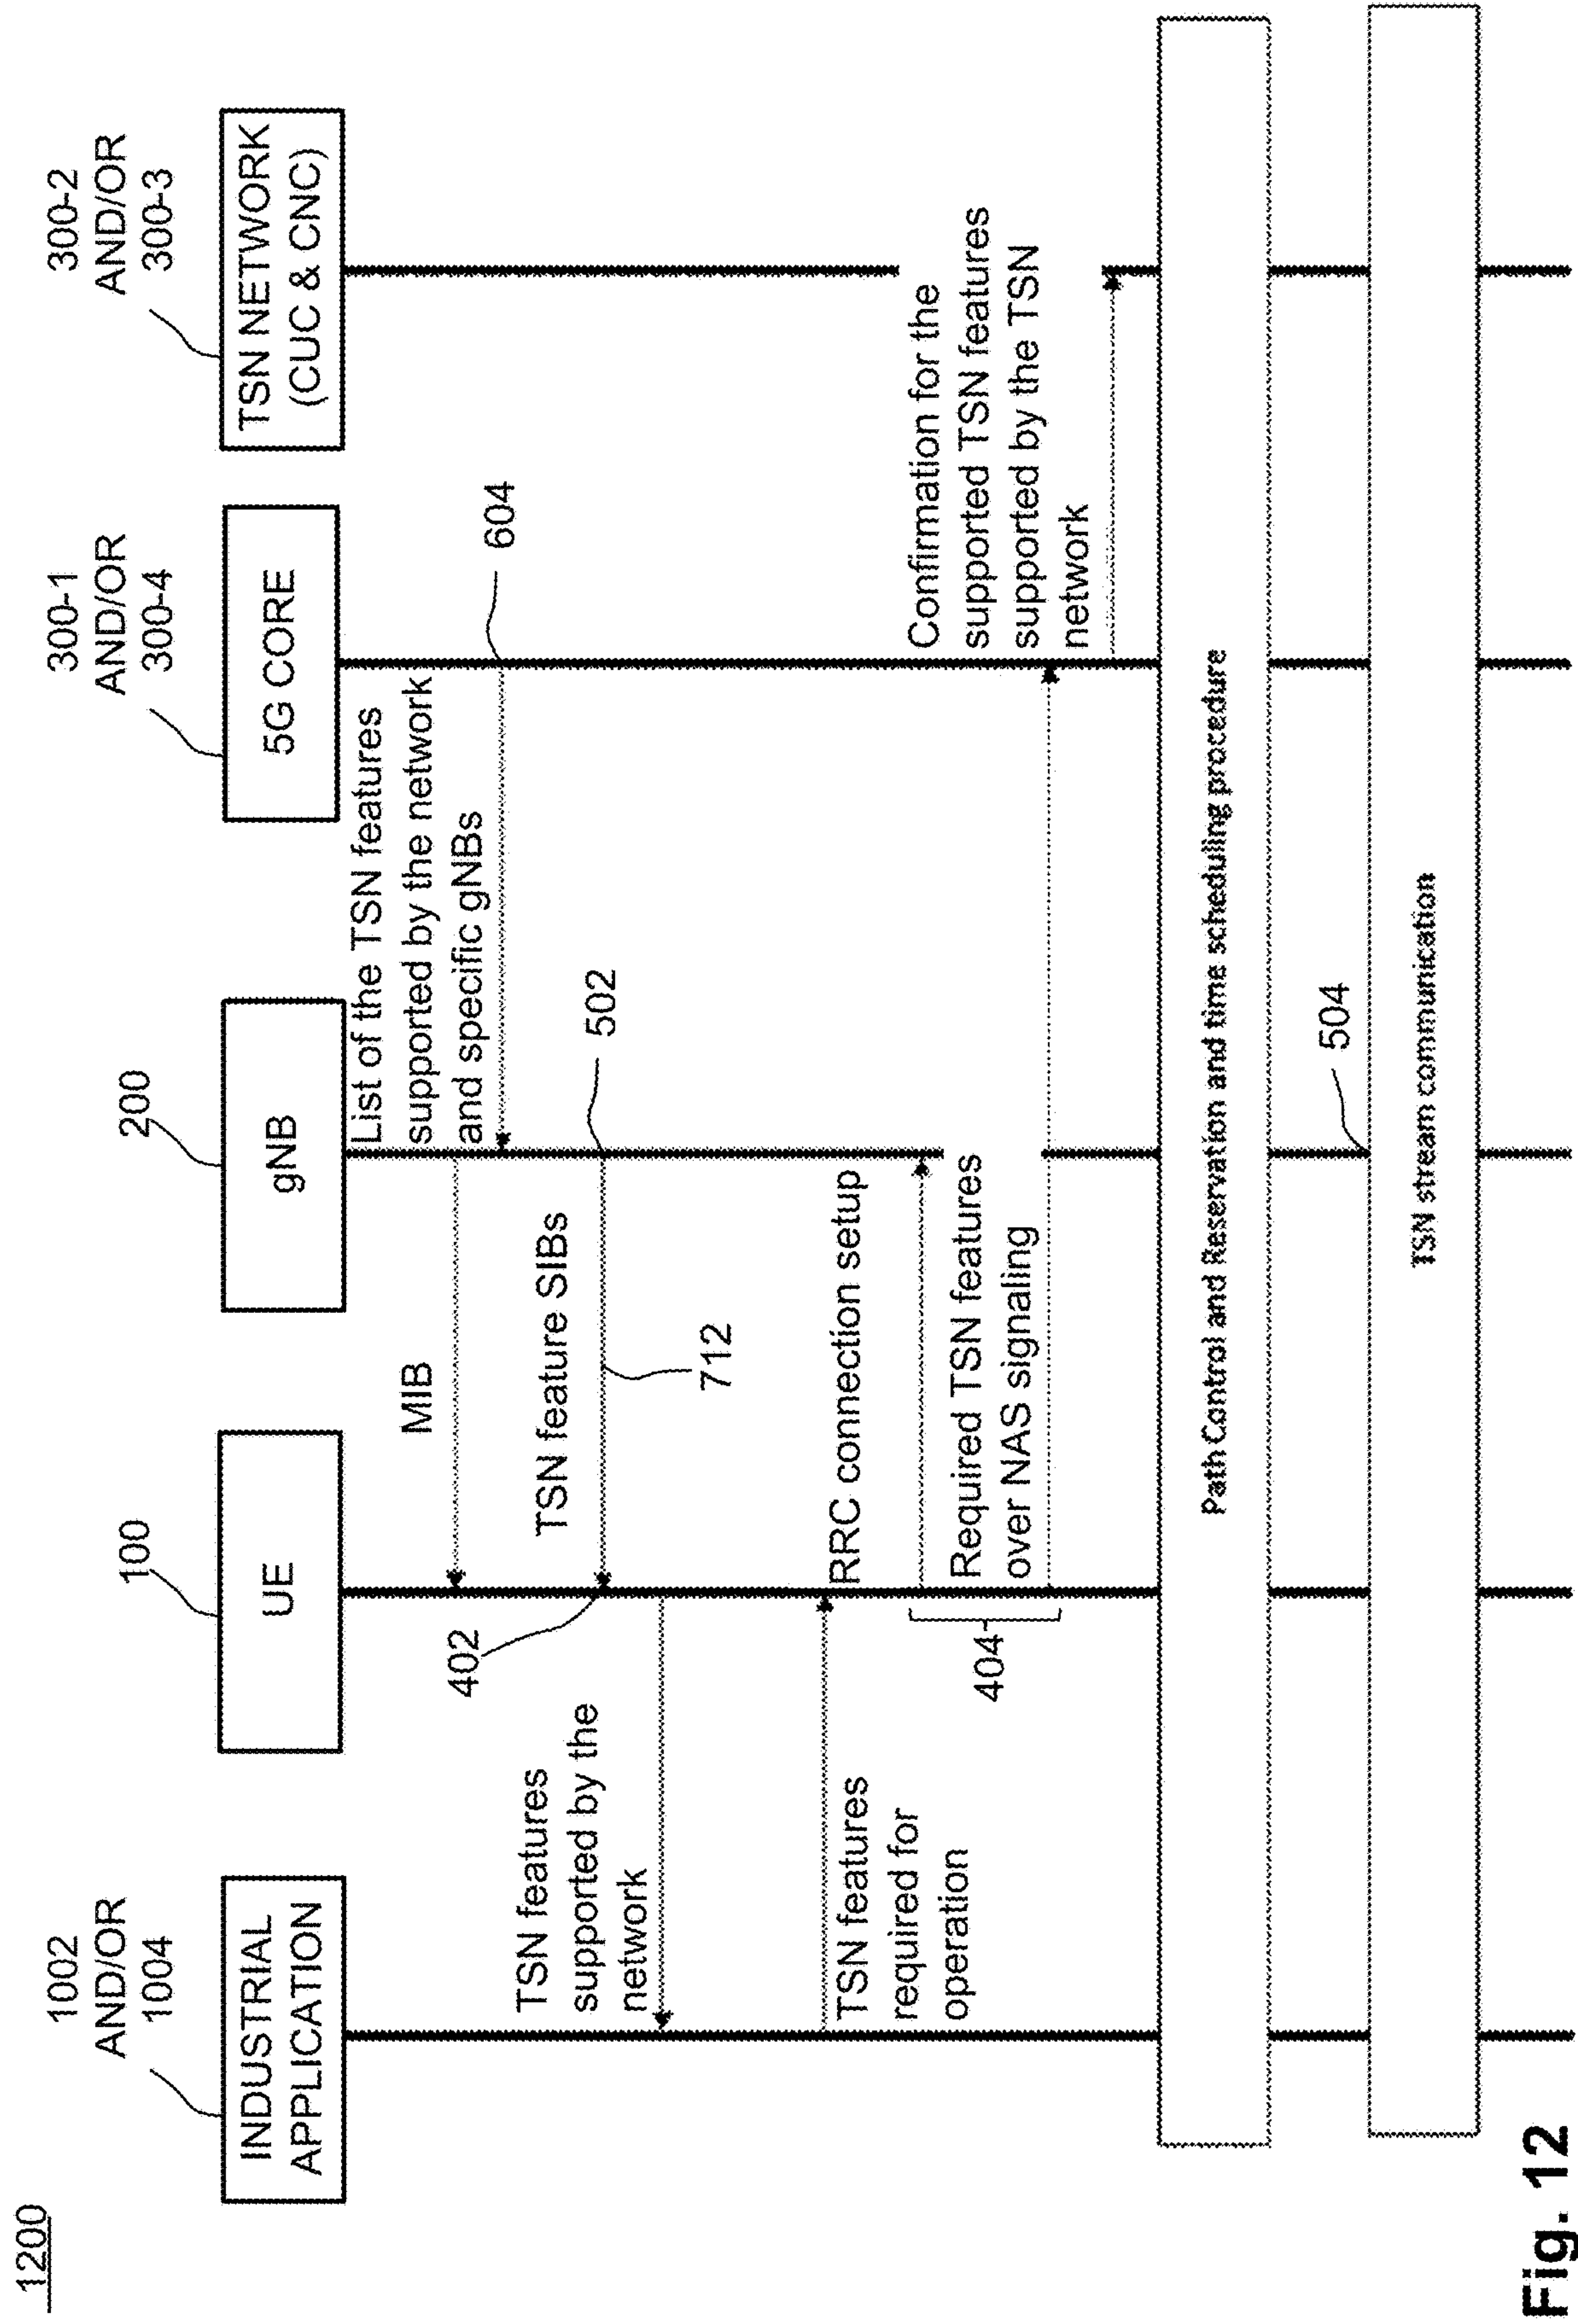 1200
1002
AND/OR
1004
INDUSTRIAL
APPLICATION
100
UE
200
gNB
300-1
AND/OR
300-4
5G CORE
300-2
AND/OR
300-3
TSN NETWORK
(CUC & CNC)
List of the TSN features
supported by the network
and specific gNBs
604
MIB
TSN feature SIBs
502
712
402
TSN features
supported by the
network
TSN features
required for
operation
RRC connection setup
Required TSN features
over NAS signaling
404
Confirmation for the
supported TSN features
supported by the TSN
network
Path Control and Reservation and time scheduling procedure
504
TSN stream communication
Fig. 12